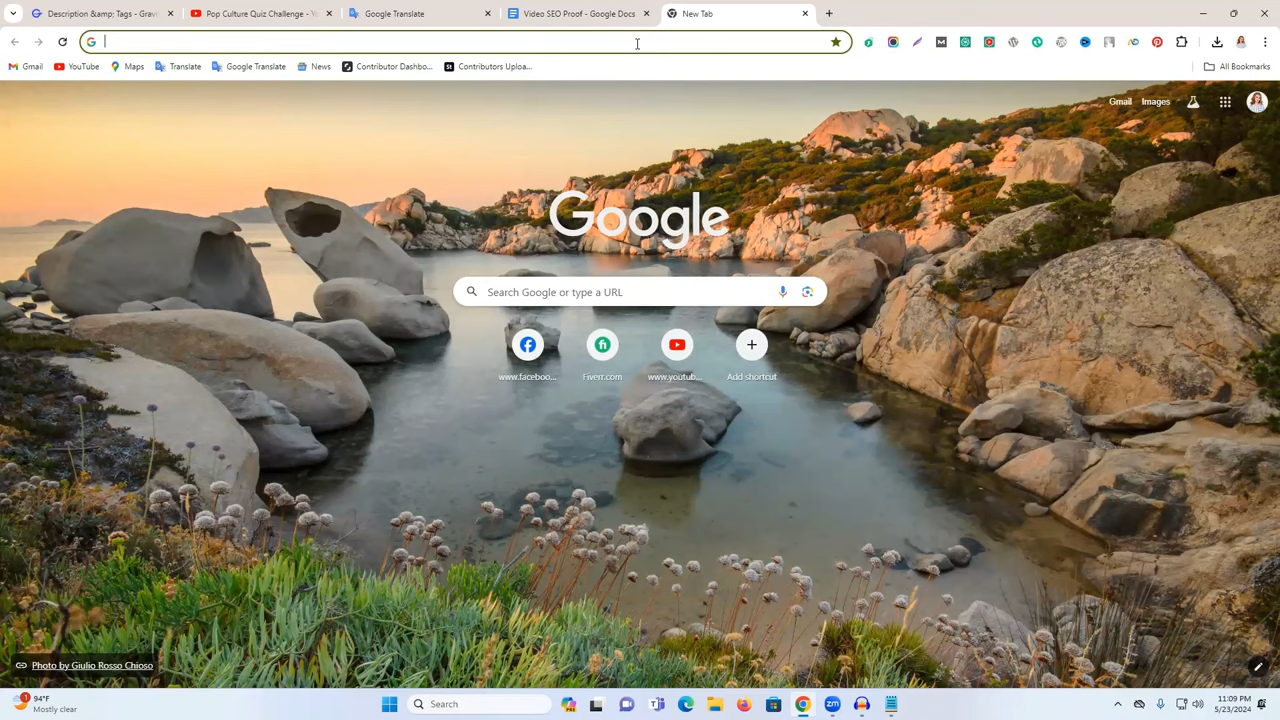 Description &amp; Tags - Gravi
Pop Culture Quiz Challenge - Y
Google Translate
Video SEO Proof - Google Docs
New Tab
Gmail
YouTube
Maps
Translate
Google Translate
News
Contributor Dashbo...
Contributors Uploa...
All Bookmarks
Gmail
Images
Google
Search Google or type a URL
www.faceboo...
Fiverr.com
www.youtub...
Add shortcut
Photo by Giulio Rosso Chioso
94°F
Mostly clear
Search
11:09 PM
5/23/2024